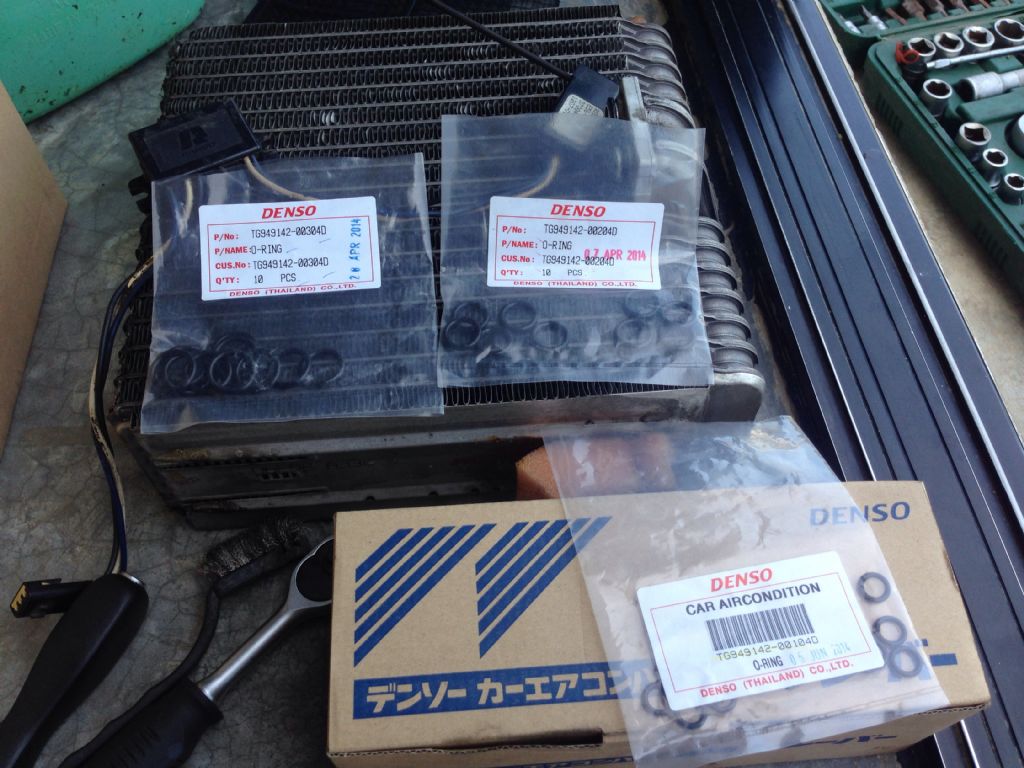 DENSO
P/No: TG949142-00304D
P/NAME: O-RING
CUS.No: TG949142-00304D
Q'TY: 10 PCS
20 APR 2014
DENSO (THAILAND) CO.,LTD.
DENSO
P/No: TG949142-00204D
P/NAME: O-RING
07 APR 2014
CUS.No: TG949142-00204D
Q'TY: 10 PCS.
DENSO (THAILAND) CO.,LTD.
DENSO
DENSO
CAR AIRCONDITION
TG949142-00104D
O-RING 05 JUN 2014
DENSO (THAILAND) CO.,LTD.
デンソー カーエアコン